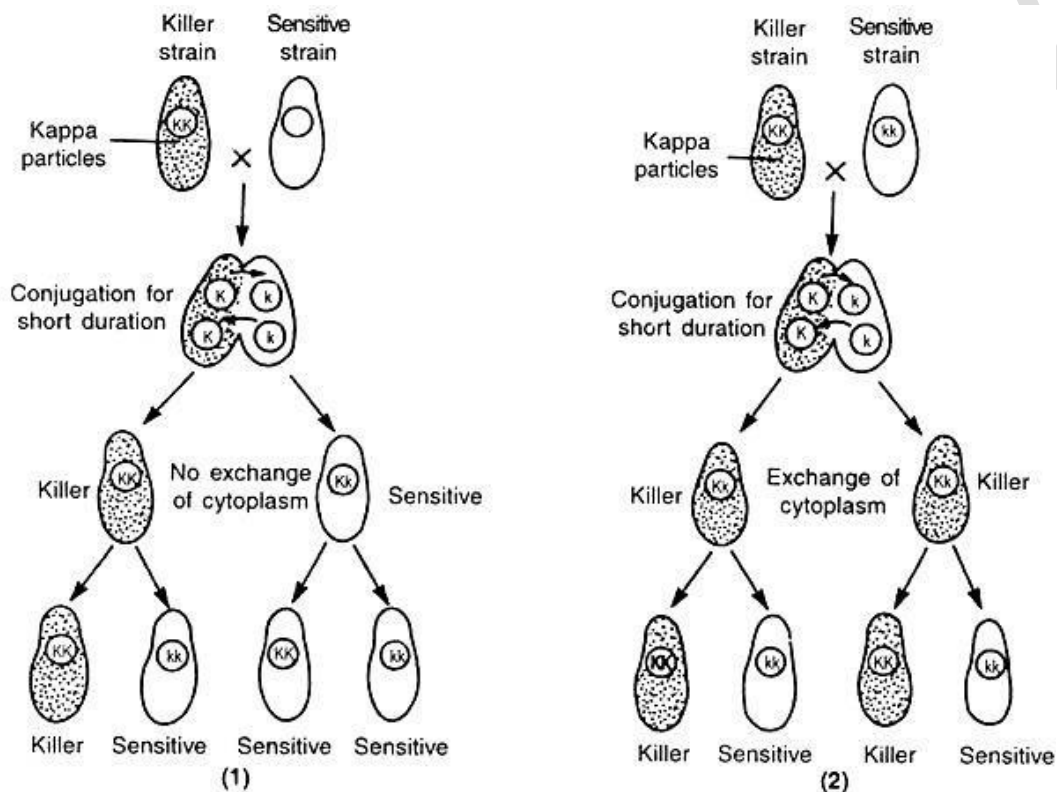 Killer
strain
Sensitive
strain
KK
Kappa
particles
×
Conjugation for
short duration
K
k
K
k
Killer
KK
No exchange
of cytoplasm
Kk
Sensitive
KK
kk
KK
kk
Killer
Sensitive
Sensitive
Sensitive
(1)
Killer
strain
Sensitive
strain
KK
kk
Kappa
particles
×
Conjugation for
short duration
K
k
K
k
Killer
Kk
Exchange of
cytoplasm
Kk
Killer
KK
kk
KK
kk
Killer
Sensitive
Killer
Sensitive
(2)